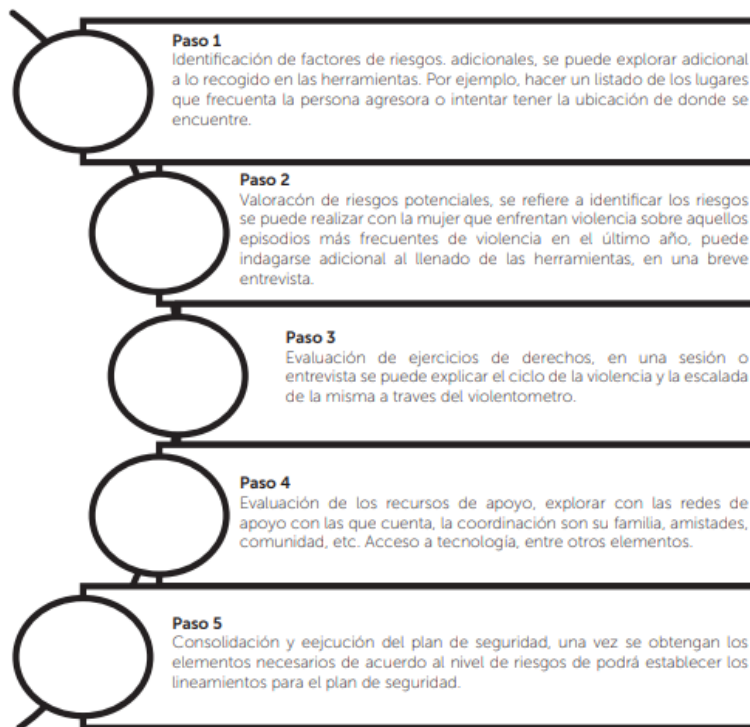 Paso 1
Identificación de factores de riesgos. adicionales, se puede explorar adicional
a lo recogido en las herramientas. Por ejemplo, hacer un listado de los lugares
que frecuenta la persona agresora o intentar tener la ubicación de donde se
encuentre.
Paso 2
Valoracón de riesgos potenciales, se refiere a identificar los riesgos
se puede realizar con la mujer que enfrentan violencia sobre aquellos
episodios más frecuentes de violencia en el último año, puede
indagarse adicional al llenado de las herramientas, en una breve
entrevista.
Paso 3
Evaluación de ejercicios de derechos, en una sesión o
entrevista se puede explicar el ciclo de la violencia y la escalada
de la misma a traves del violentometro.
Paso 4
Evaluación de los recursos de apoyo, explorar con las redes de
apoyo con las que cuenta, la coordinación son su familia, amistades,
comunidad, etc. Acceso a tecnología, entre otros elementos.
Paso 5
Consolidación y eejcución del plan de seguridad, una vez se obtengan los
elementos necesarios de acuerdo al nivel de riesgos de podrá establecer los
lineamientos para el plan de seguridad.